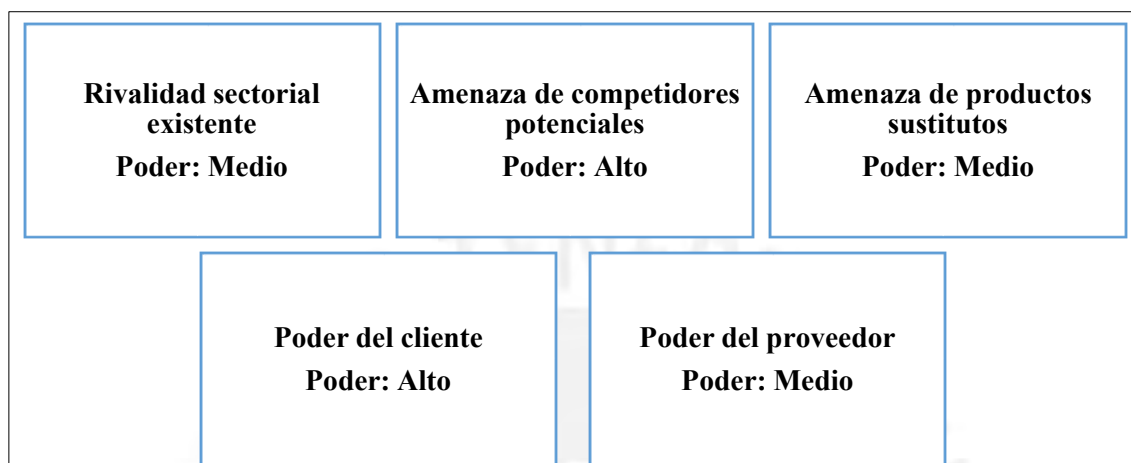 Rivalidad sectorial
existente
Poder: Medio
Amenaza de competidores
potenciales
Poder: Alto
Amenaza de productos
sustitutos
Poder: Medio
Poder del cliente
Poder: Alto
Poder del proveedor
Poder: Medio